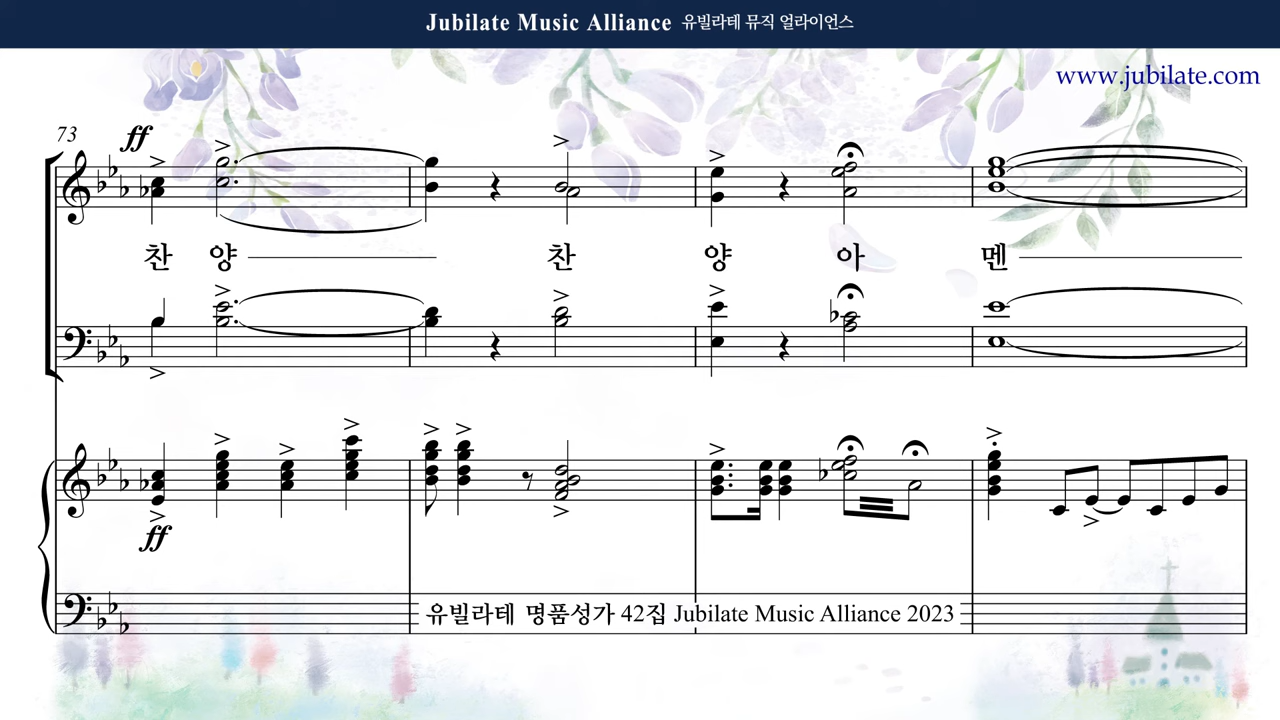 Jubilate Music Alliance 유빌라테 뮤직 얼라이언스
www.jubilate.com
73
ff
찬 양 찬 양 아 멘
ff
유빌라테 명품성가 42집 Jubilate Music Alliance 2023